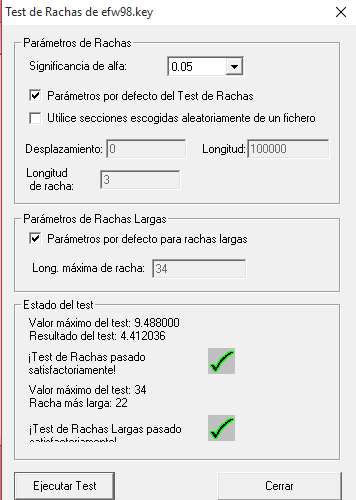 Test de Rachas de efw98.key
Parámetros de Rachas
Significancia de alfa: 0.05
Parámetros por defecto del Test de Rachas
Utilice secciones escogidas aleatoriamente de un fichero
Desplazamiento: 0 Longitud: 100000
Longitud
de racha: 3
Parámetros de Rachas Largas
Parámetros por defecto para rachas largas
Long. máxima de racha: 34
Estado del test
Valor máximo del test: 9.488000
Resultado del test: 4.412036
¡Test de Rachas pasado
satisfactoriamente!
Valor máximo del test: 34
Racha más larga: 22
¡Test de Rachas Largas pasado
satisfactoriamente!
Ejecutar Test Cerrar